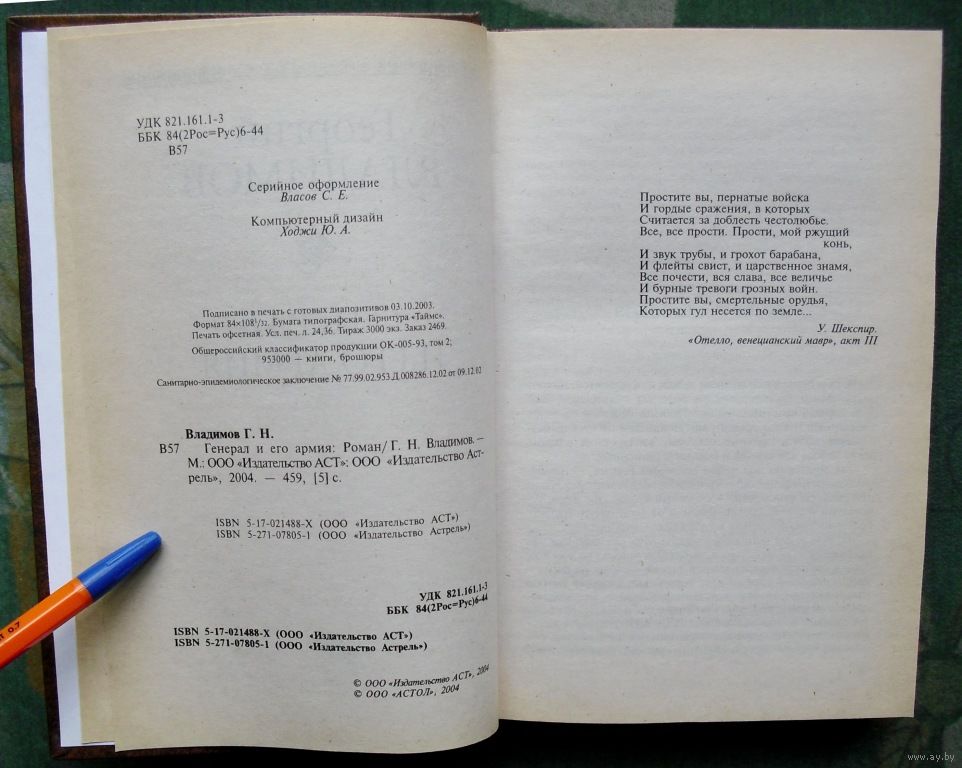 УДК 821.161.1-3
ББК 84(2Рос=Рус)6-44
В57
Серийное оформление
Власов С. Е.
Компьютерный дизайн
Ходжи Ю. А.
Подписано в печать с готовых диапозитивов 03.10.2003.
Формат 84×108 1/32. Бумага типографская. Гарнитура «Таймс».
Печать офсетная. Усл. печ. л. 24,36. Тираж 3000 экз. Заказ 2469.
Общероссийский классификатор продукции ОК-005-93, том 2;
953000 — книги, брошюры
Санитарно-эпидемиологическое заключение № 77.99.02.953.Д.008286.12.02 от 09.12.02
Владимов Г. Н.
В57 Генерал и его армия: Роман/ Г. Н. Владимов. —
М.: ООО «Издательство АСТ»: ООО «Издательство Аст-
рель», 2004. — 459, [5] с.
ISBN 5-17-021488-X (ООО «Издательство АСТ»)
ISBN 5-271-07805-1 (ООО «Издательство Астрель»)
УДК 821.161.1-3
ББК 84(2Рос=Рус)6-44
ISBN 5-17-021488-X (ООО «Издательство АСТ»)
ISBN 5-271-07805-1 (ООО «Издательство Астрель»)
© ООО «Издательство АСТ», 2004
© ООО «АСТОЛ», 2004
Простите вы, пернатые войска
И гордые сражения, в которых
Считается за доблесть честолюбье.
Все, все прости. Прости, мой ржущий
конь,
И звук трубы, и грохот барабана,
И флейты свист, и царственное знамя,
Все почести, вся слава, все величье
И бурные тревоги грозных войн.
Простите вы, смертельные орудья,
Которых гул несется по земле...
У. Шекспир.
«Отелло, венецианский мавр», акт III
т 0,7
www.ay.by